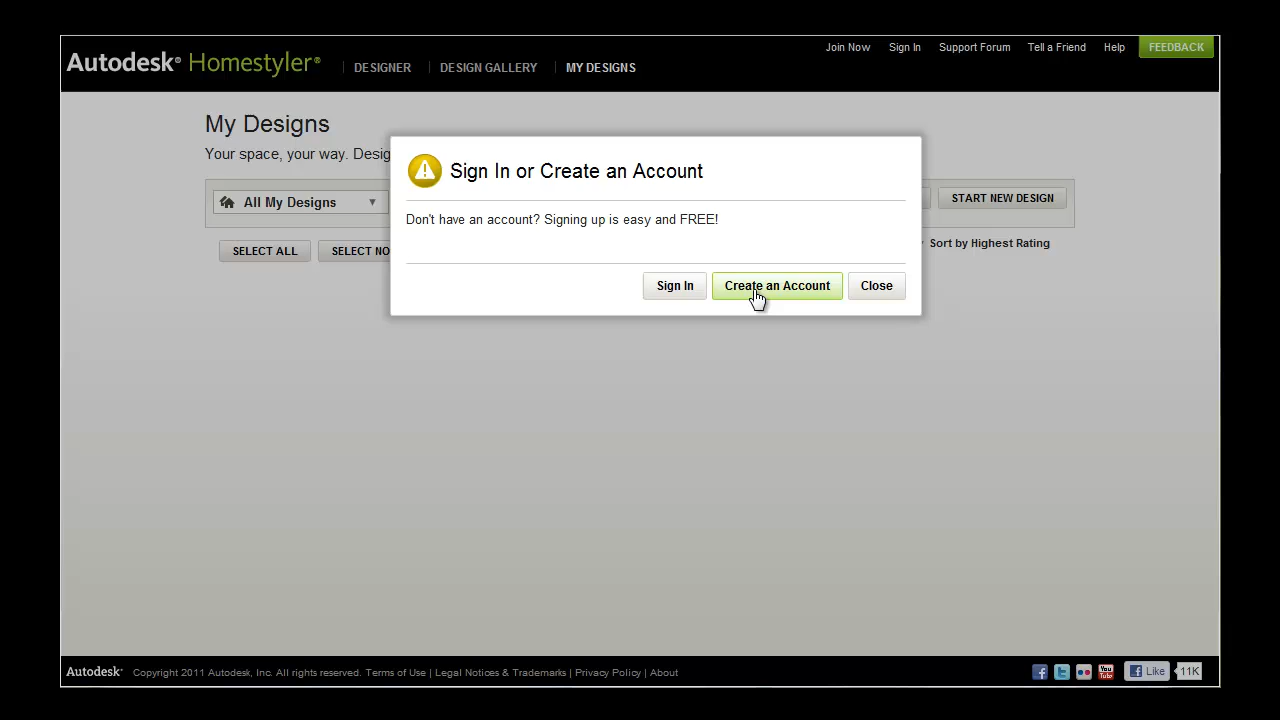 Join Now Sign In Support Forum Tell a Friend Help FEEDBACK
Autodesk® Homestyler® DESIGNER DESIGN GALLERY MY DESIGNS
My Designs
Your space, your way.
Sign In or Create an Account
All My Designs START NEW DESIGN
Don't have an account? Signing up is easy and FREE!
SELECT ALL SELECT Sort by Highest Rating
Sign In Create an Account Close
Autodesk® Copyright 2011 Autodesk, Inc. All rights reserved. Terms of Use | Legal Notices & Trademarks | Privacy Policy | About You Tube Like 11K